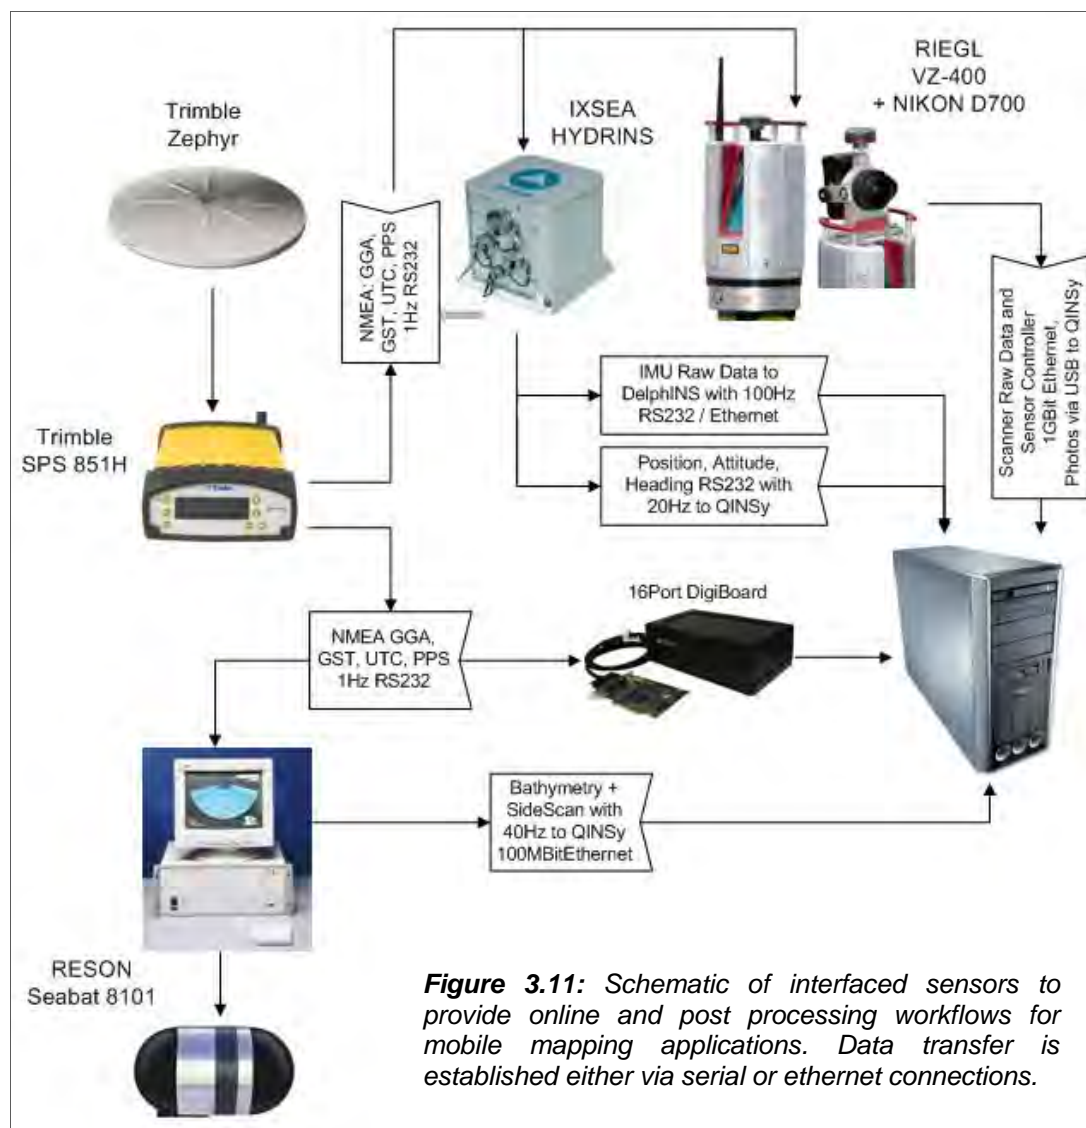 Trimble
Zephyr
IXSEA
HYDRINS
RIEGL
VZ-400
+ NIKON D700
NMEA: GGA,
GST, UTC, PPS
1Hz RS232
Scanner Raw Data and
Sensor Controller
1GBit Ethernet,
Photos via USB to QINSy
IMU Raw Data to
DelphINS with 100Hz
RS232 / Ethernet
Trimble
SPS 851H
Position, Attitude,
Heading RS232 with
20Hz to QINSy
16Port DigiBoard
NMEA GGA,
GST, UTC, PPS
1Hz RS232
Bathymetry +
SideScan with
40Hz to QINSy
100MBitEthernet
RESON
Seabat 8101
Figure 3.11: Schematic of interfaced sensors to
provide online and post processing workflows for
mobile mapping applications. Data transfer is
established either via serial or ethernet connections.